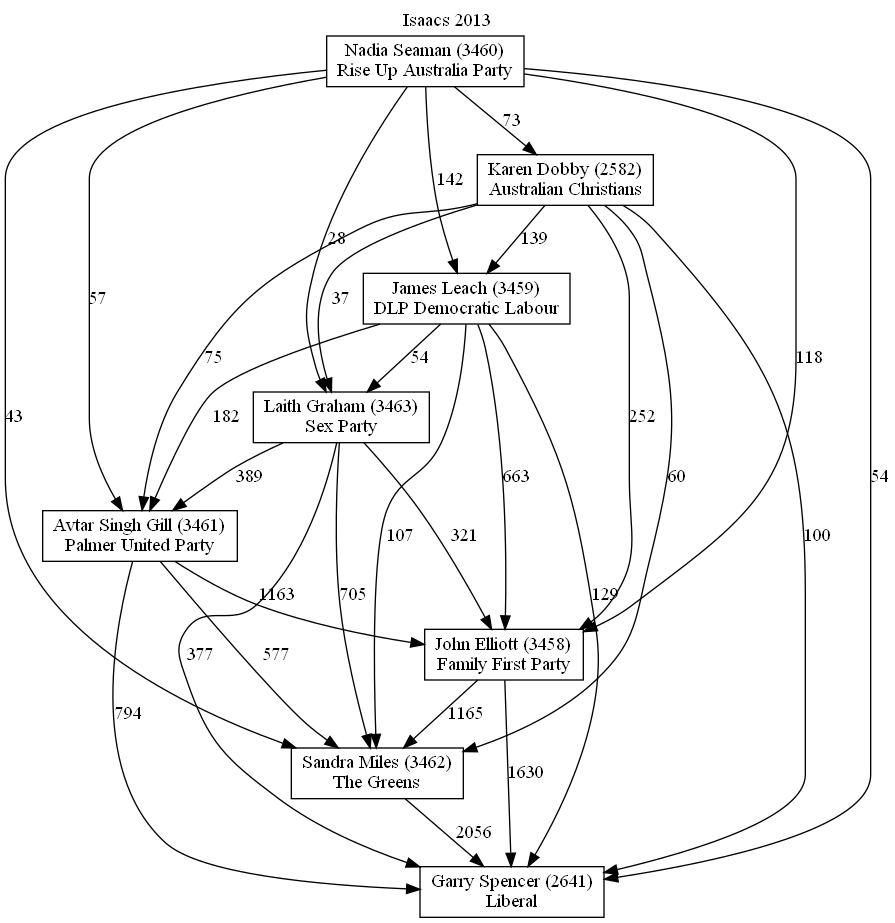 Isaacs 2013
Nadia Seaman (3460)
Rise Up Australia Party
73
Karen Dobby (2582)
Australian Christians
142
28
139
37
James Leach (3459)
DLP Democratic Labour
57
75
54
118
43
182
252
Laith Graham (3463)
Sex Party
389
663
60
54
Avtar Singh Gill (3461)
Palmer United Party
107
321
100
1163
705
129
John Elliott (3458)
Family First Party
377
577
794
1165
Sandra Miles (3462)
The Greens
1630
2056
Garry Spencer (2641)
Liberal